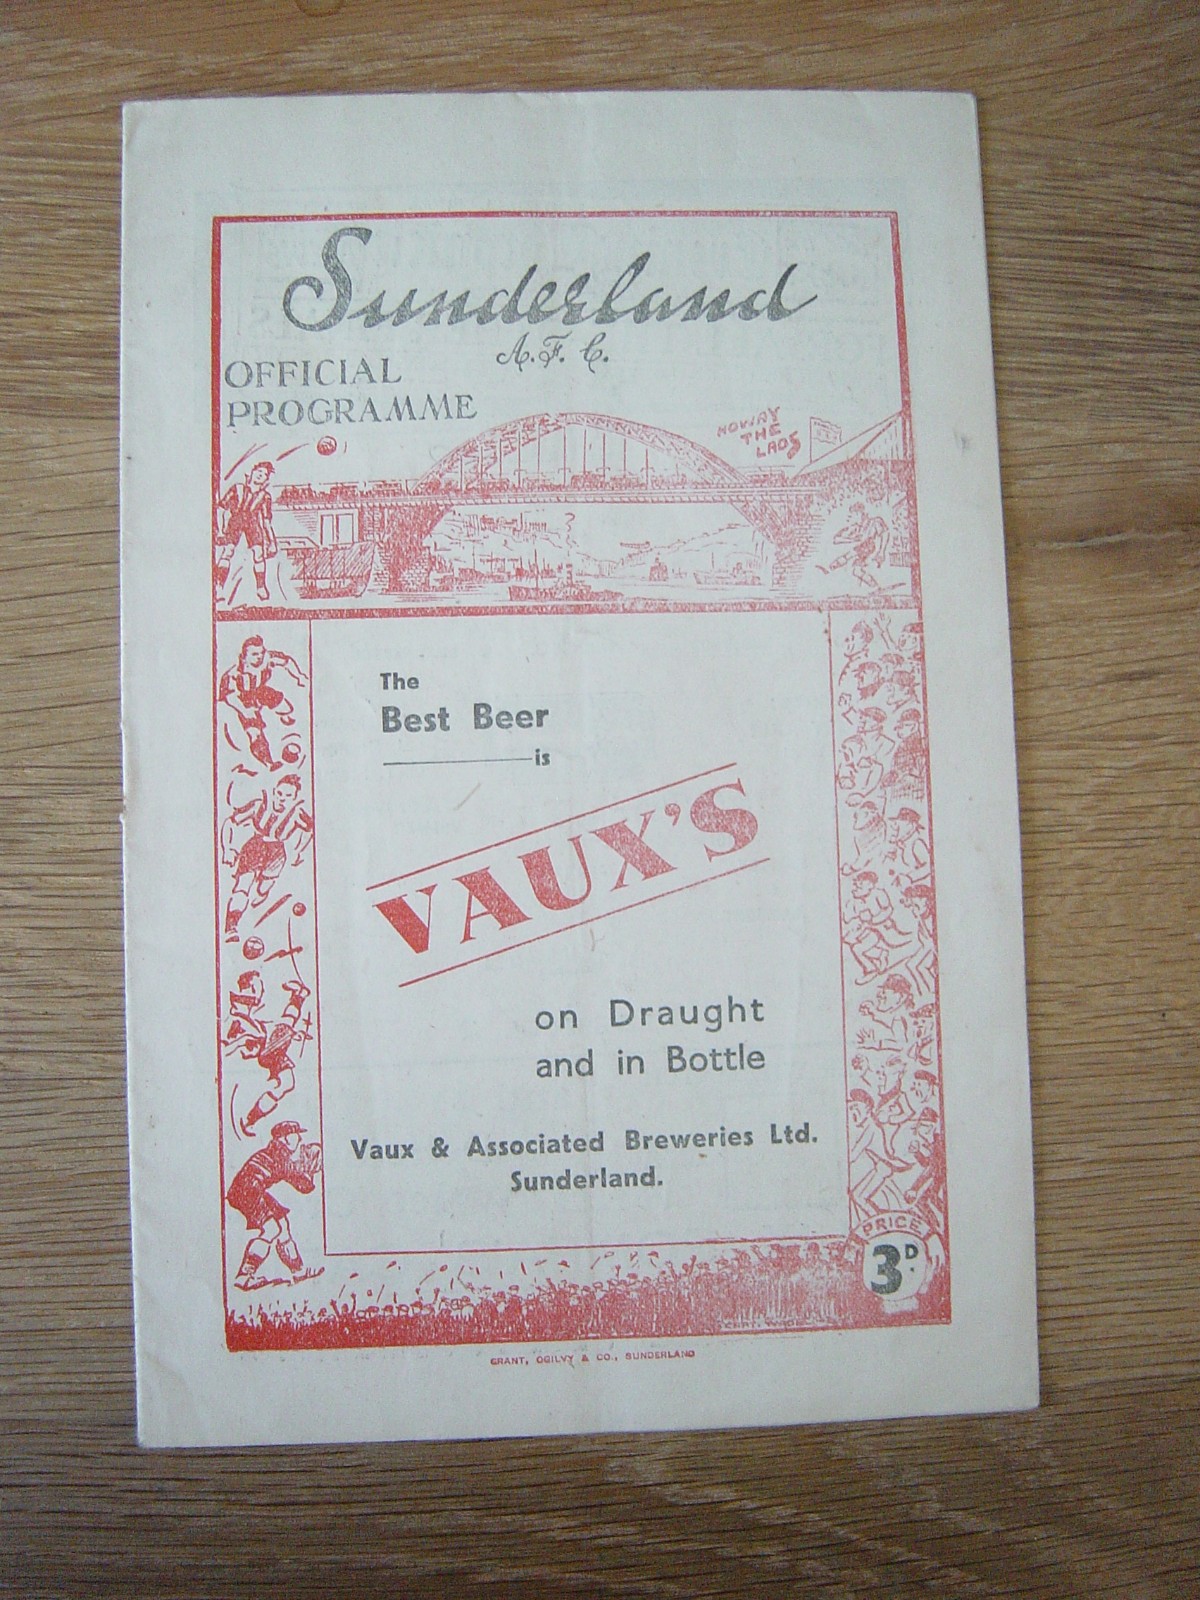 Sunderland
A.F.C.
OFFICIAL
PROGRAMME
HOWAY
THE
LADS
The
Best Beer
is
VAUX'S
on Draught
and in Bottle
Vaux & Associated Breweries Ltd.
Sunderland.
PRICE
3D.
GRANT, OGILVY & CO., SUNDERLAND